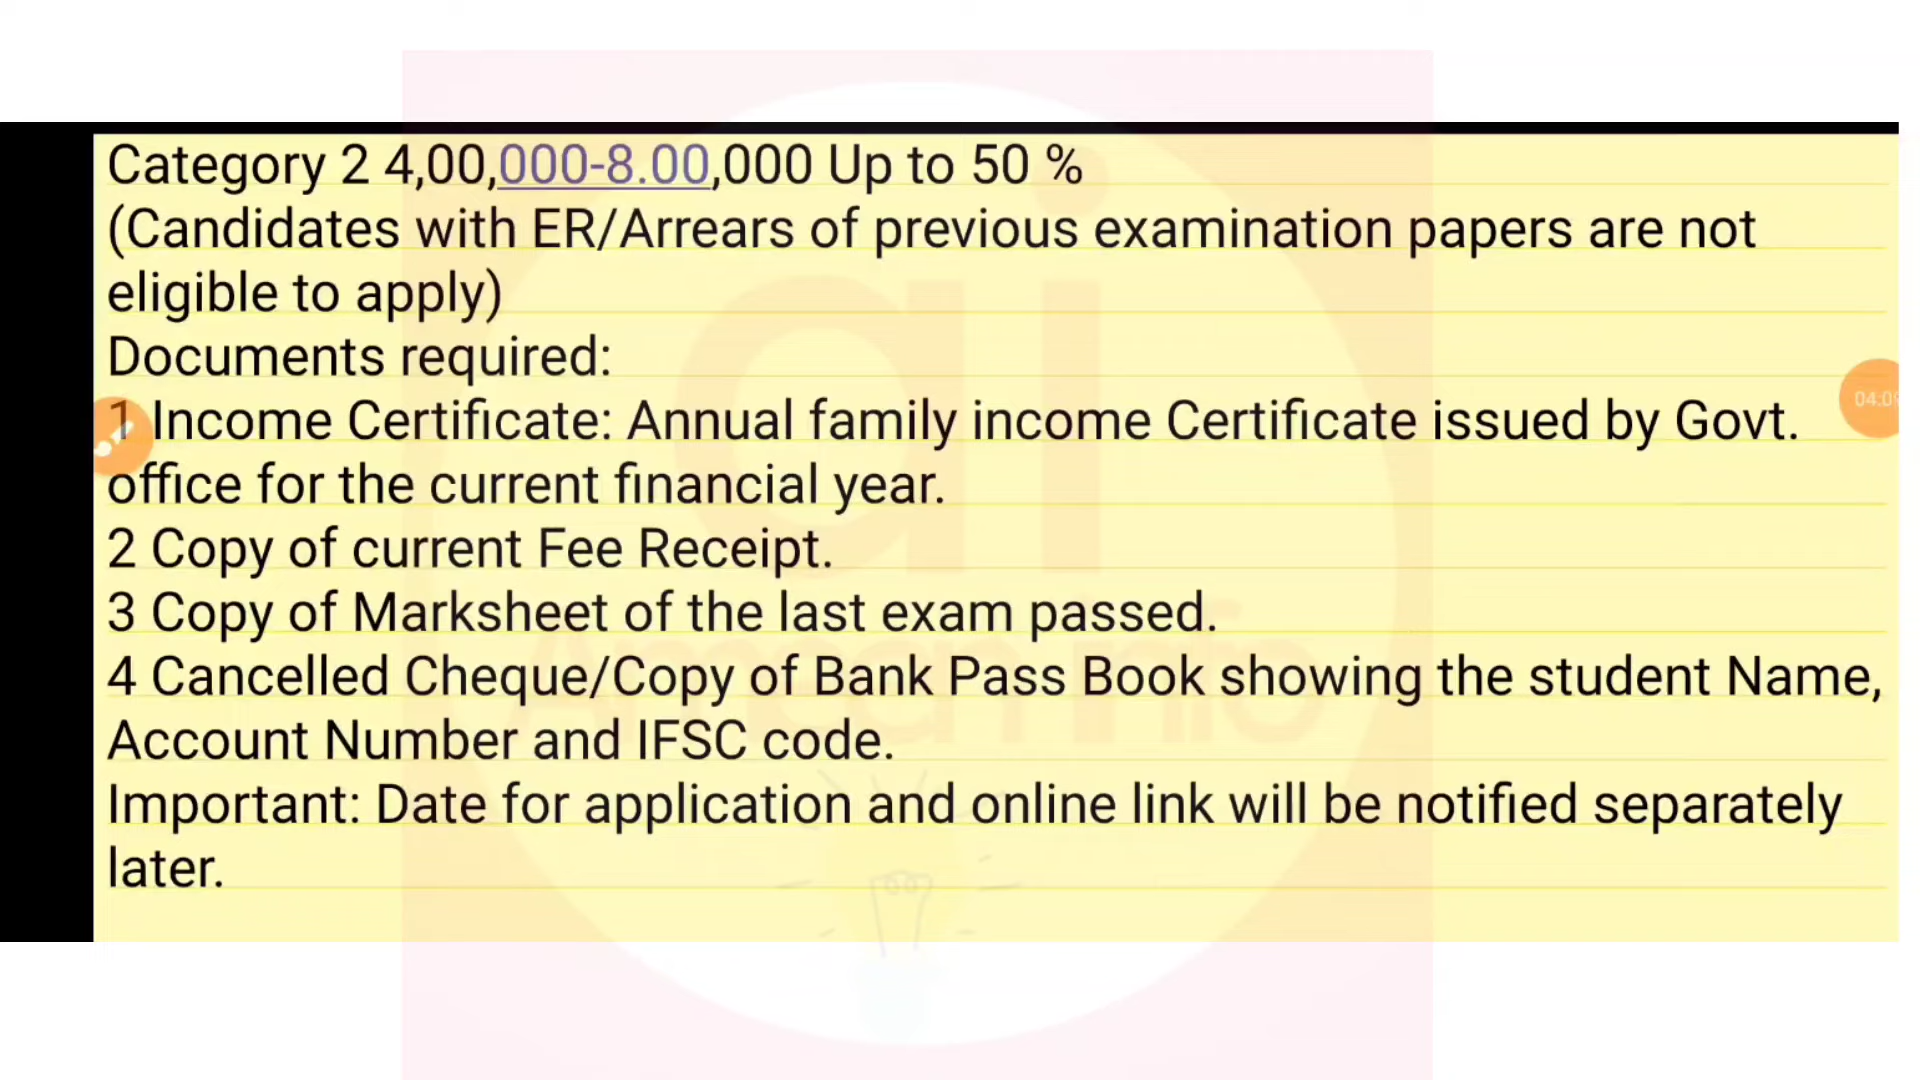 Category 2 4,00,000-8.00,000 Up to 50 %
(Candidates with ER/Arrears of previous examination papers are not
eligible to apply)
Documents required:
1 Income Certificate: Annual family income Certificate issued by Govt.
office for the current financial year.
2 Copy of current Fee Receipt.
3 Copy of Marksheet of the last exam passed.
4 Cancelled Cheque/Copy of Bank Pass Book showing the student Name,
Account Number and IFSC code.
Important: Date for application and online link will be notified separately
later.
ai